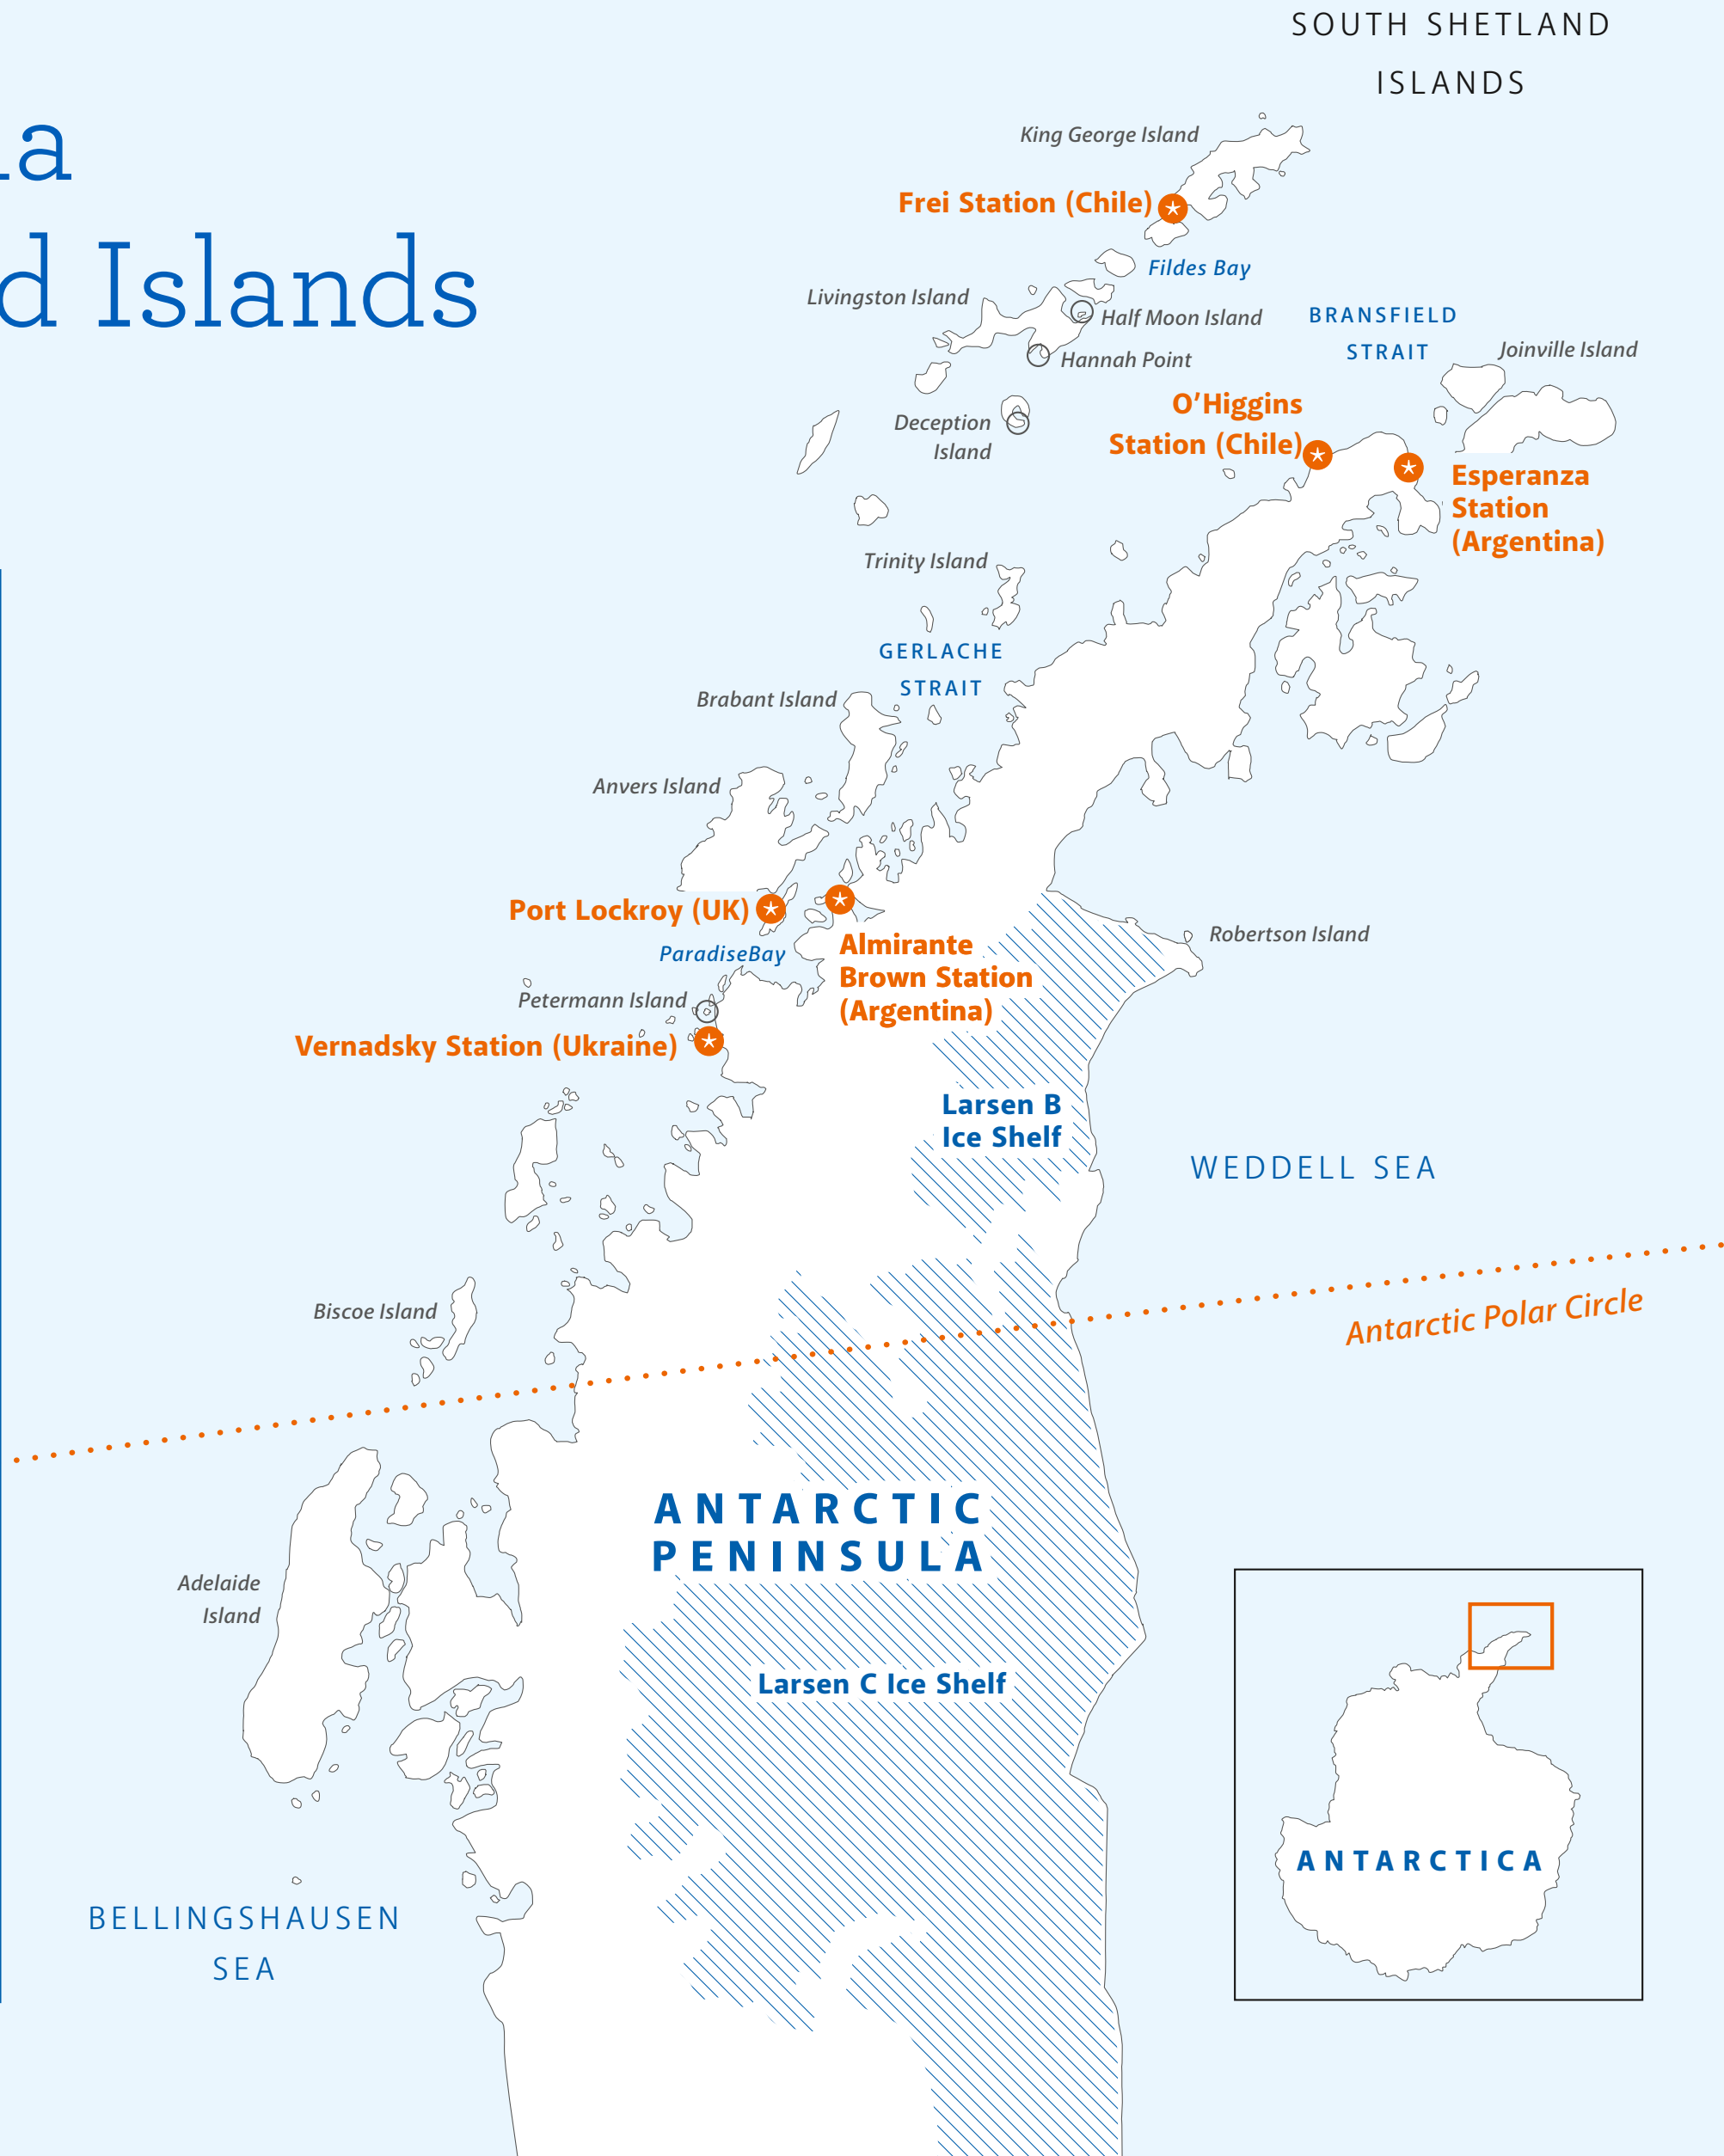 SOUTH SHETLAND
ISLANDS
la
d Islands
King George Island
Frei Station (Chile)
Fildes Bay
Livingston Island
Half Moon Island
BRANSFIELD
STRAIT
Joinville Island
Hannah Point
O’Higgins
Station (Chile)
Deception
Island
Esperanza
Station
(Argentina)
Trinity Island
GERLACHE
STRAIT
Brabant Island
Anvers Island
Port Lockroy (UK)
Robertson Island
Almirante
Brown Station
(Argentina)
ParadiseBay
Petermann Island
Vernadsky Station (Ukraine)
Larsen B
Ice Shelf
WEDDELL SEA
Antarctic Polar Circle
Biscoe Island
ANTARCTIC
PENINSULA
Adelaide
Island
Larsen C Ice Shelf
ANTARCTICA
BELLINGSHAUSEN
SEA